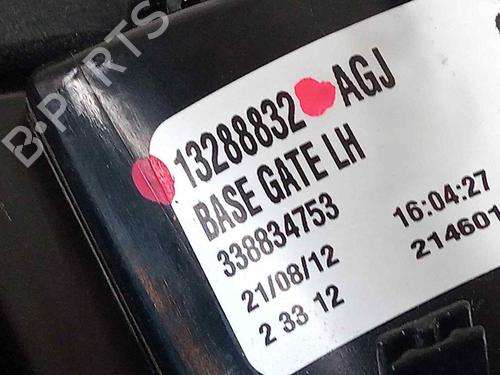 B-PARTS
13288832 AGJ
BASE GATE LH
338834753
21/08/12 16:04:27
2 33 12 214601